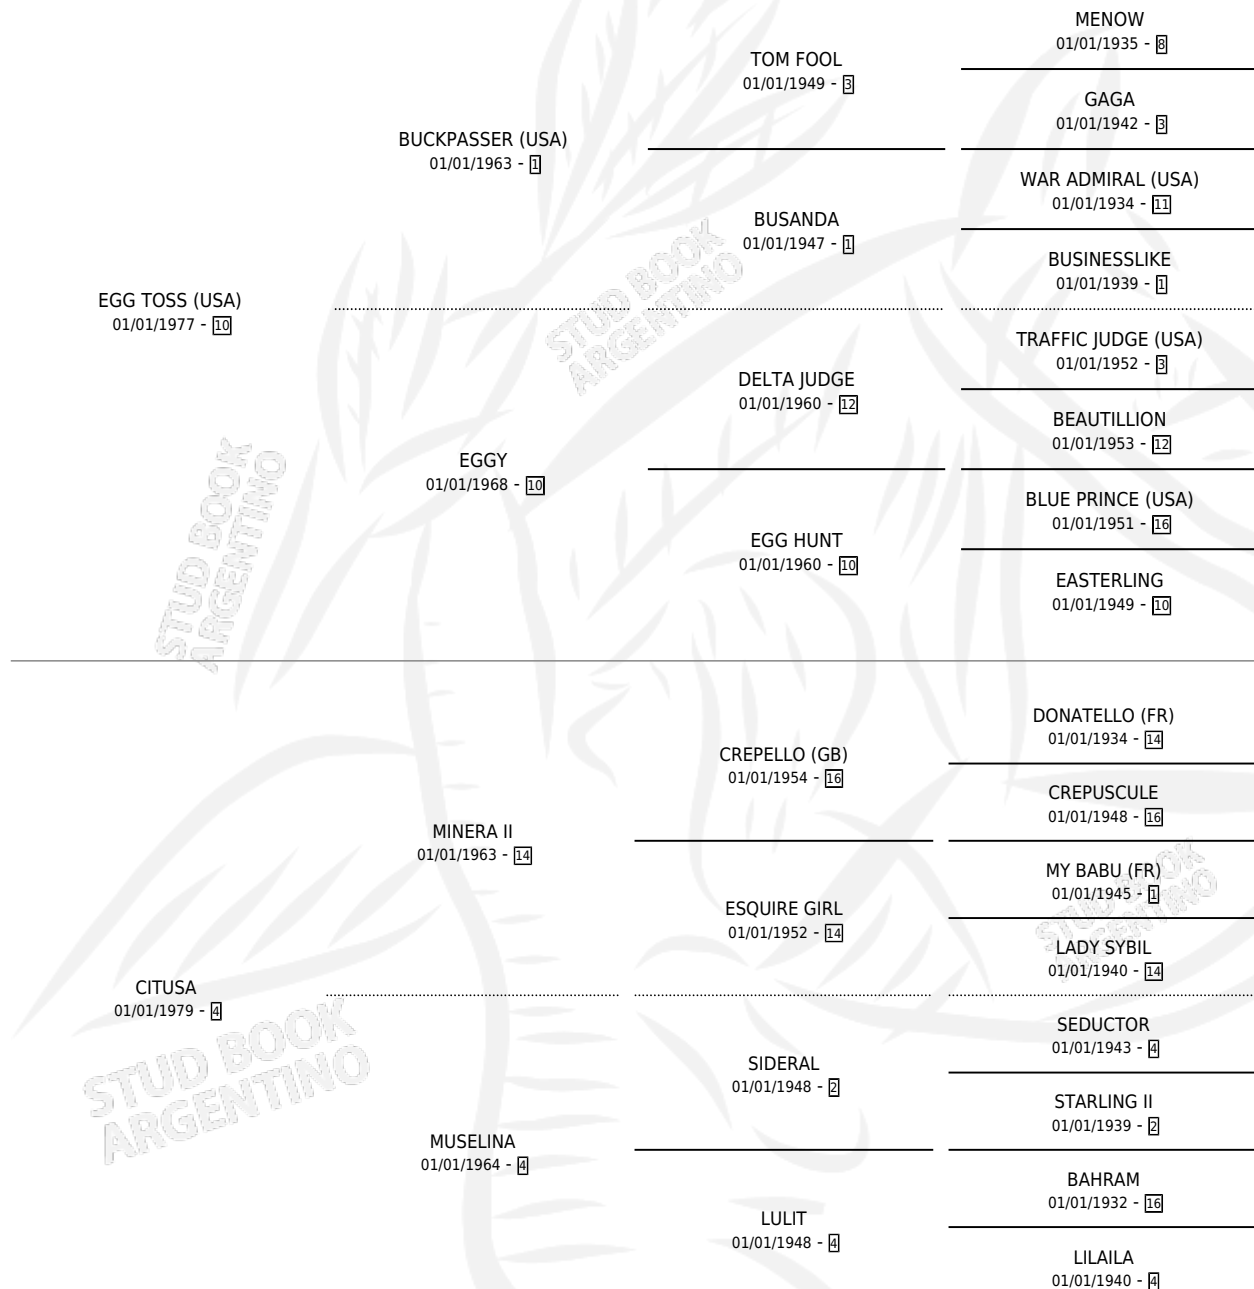 MENOW
01/01/1935 - 8
TOM FOOL
01/01/1949 - 3
GAGA
01/01/1942 - 3
BUCKPASSER (USA)
01/01/1963 - 1
WAR ADMIRAL (USA)
01/01/1934 - 11
BUSANDA
01/01/1947 - 1
BUSINESSLIKE
01/01/1939 - 1
EGG TOSS (USA)
01/01/1977 - 10
TRAFFIC JUDGE (USA)
01/01/1952 - 3
DELTA JUDGE
01/01/1960 - 12
BEAUTILLION
01/01/1953 - 12
EGGY
01/01/1968 - 10
BLUE PRINCE (USA)
01/01/1951 - 16
EGG HUNT
01/01/1960 - 10
EASTERLING
01/01/1949 - 10
DONATELLO (FR)
01/01/1934 - 14
CREPELLO (GB)
01/01/1954 - 16
CREPUSCULE
01/01/1948 - 16
MINERA II
01/01/1963 - 14
MY BABU (FR)
01/01/1945 - 1
ESQUIRE GIRL
01/01/1952 - 14
LADY SYBIL
01/01/1940 - 14
CITUSA
01/01/1979 - 4
SEDUCTOR
01/01/1943 - 4
SIDERAL
01/01/1948 - 2
STARLING II
01/01/1939 - 2
MUSELINA
01/01/1964 - 4
BAHRAM
01/01/1932 - 16
LULIT
01/01/1948 - 4
LILAILA
01/01/1940 - 4
STUD BOOK
ARGENTINO
STUD BOOK
ARGENTINO
STUD BOOK
ARGENTINO
STUD BOOK
ARGENTINO